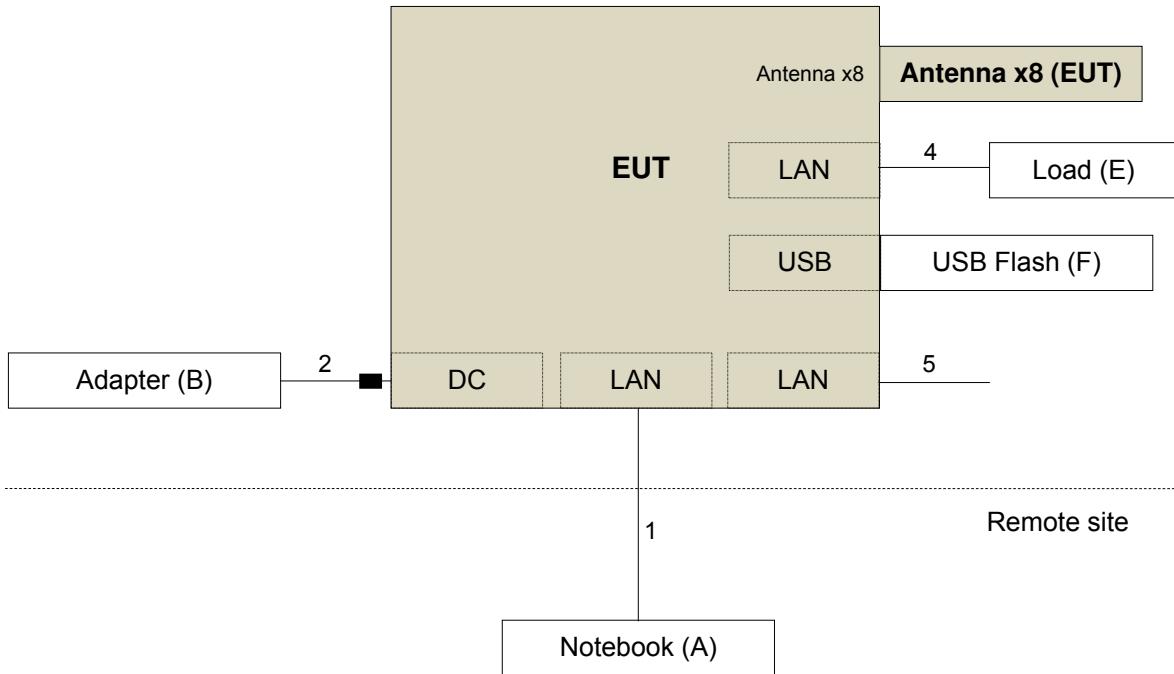 Antenna x8
Antenna x8 (EUT)
EUT
LAN
4
Load (E)
USB
USB Flash (F)
Adapter (B)
2
DC
LAN
LAN
5
Remote site
1
Notebook (A)